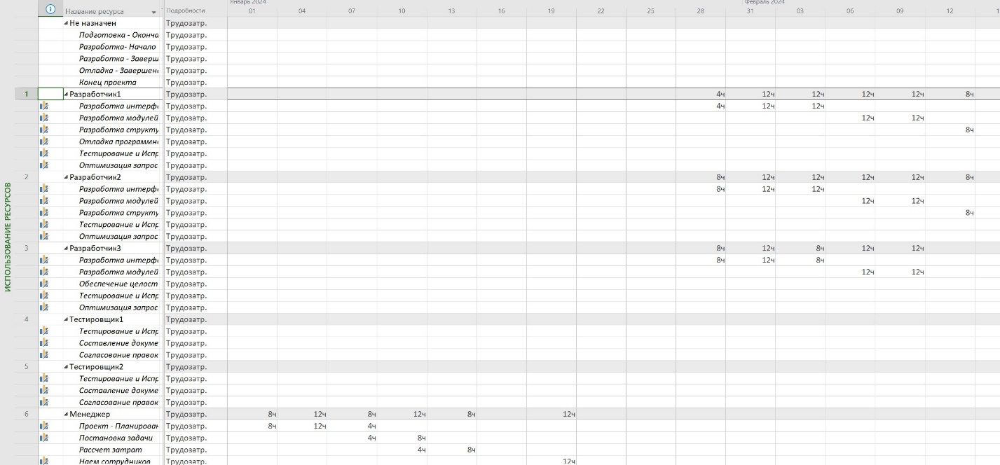 Январь 2024 Февраль 2024
Название ресурса Подробности 01 04 07 10 13 16 19 22 25 28 31 03 06 09 12
Не назначен Трудозатр.
Подготовка - Оконча Трудозатр.
Разработка- Начало Трудозатр.
Разработка - Заверш Трудозатр.
Отладка - Завершен Трудозатр.
Конец проекта Трудозатр.
1 Разработчик1 Трудозатр. 4ч 12ч 12ч 12ч 12ч 8ч
Разработка интерф Трудозатр. 4ч 12ч 12ч
Разработка модулей Трудозатр. 12ч 12ч
Разработка структу Трудозатр. 8ч
Отладка программн Трудозатр.
Тестирование и Испр Трудозатр.
Оптимизация запрос Трудозатр.
2 Разработчик2 Трудозатр. 8ч 12ч 12ч 12ч 12ч 8ч
Разработка интерф Трудозатр. 8ч 12ч 12ч
Разработка модулей Трудозатр. 12ч 12ч
Разработка структу Трудозатр. 8ч
Тестирование и Испр Трудозатр.
Оптимизация запрос Трудозатр.
3 Разработчик3 Трудозатр. 8ч 12ч 8ч 12ч 12ч
Разработка интерф Трудозатр. 8ч 12ч 8ч
Разработка модулей Трудозатр. 12ч 12ч
Обеспечение целост Трудозатр.
Тестирование и Испр Трудозатр.
Оптимизация запрос Трудозатр.
4 Тестировщик1 Трудозатр.
Тестирование и Испр Трудозатр.
Составление докуме Трудозатр.
Согласование правок Трудозатр.
5 Тестировщик2 Трудозатр.
Тестирование и Испр Трудозатр.
Составление докуме Трудозатр.
Согласование правок Трудозатр.
6 Менеджер Трудозатр. 8ч 12ч 8ч 12ч 8ч 12ч
Проект - Планирован Трудозатр. 8ч 12ч 4ч
Постановка задачи Трудозатр. 4ч 8ч
Рассчет затрат Трудозатр. 4ч 8ч
Наем сотрудников Трудозатр. 12ч
ИСПОЛЬЗОВАНИЕ РЕСУРСОВ